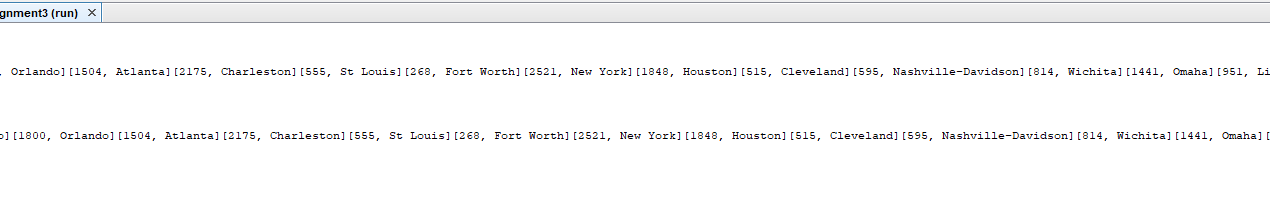 gnment3 (run) ×
, Orlando][1504, Atlanta][2175, Charleston][555, St Louis][268, Fort Worth][2521, New York][1848, Houston][515, Cleveland][595, Nashville-Davidson][814, Wichita][1441, Omaha][951, Li
o][1800, Orlando][1504, Atlanta][2175, Charleston][555, St Louis][268, Fort Worth][2521, New York][1848, Houston][515, Cleveland][595, Nashville-Davidson][814, Wichita][1441, Omaha][